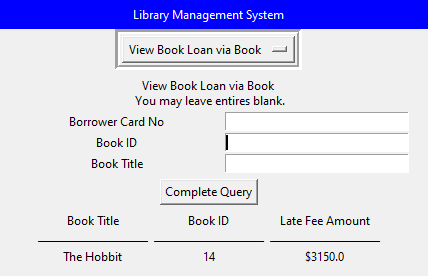 Library Management System
View Book Loan via Book
View Book Loan via Book
You may leave entires blank.
Borrower Card No
Book ID
Book Title
Complete Query
Book Title Book ID Late Fee Amount
The Hobbit 14 $3150.0